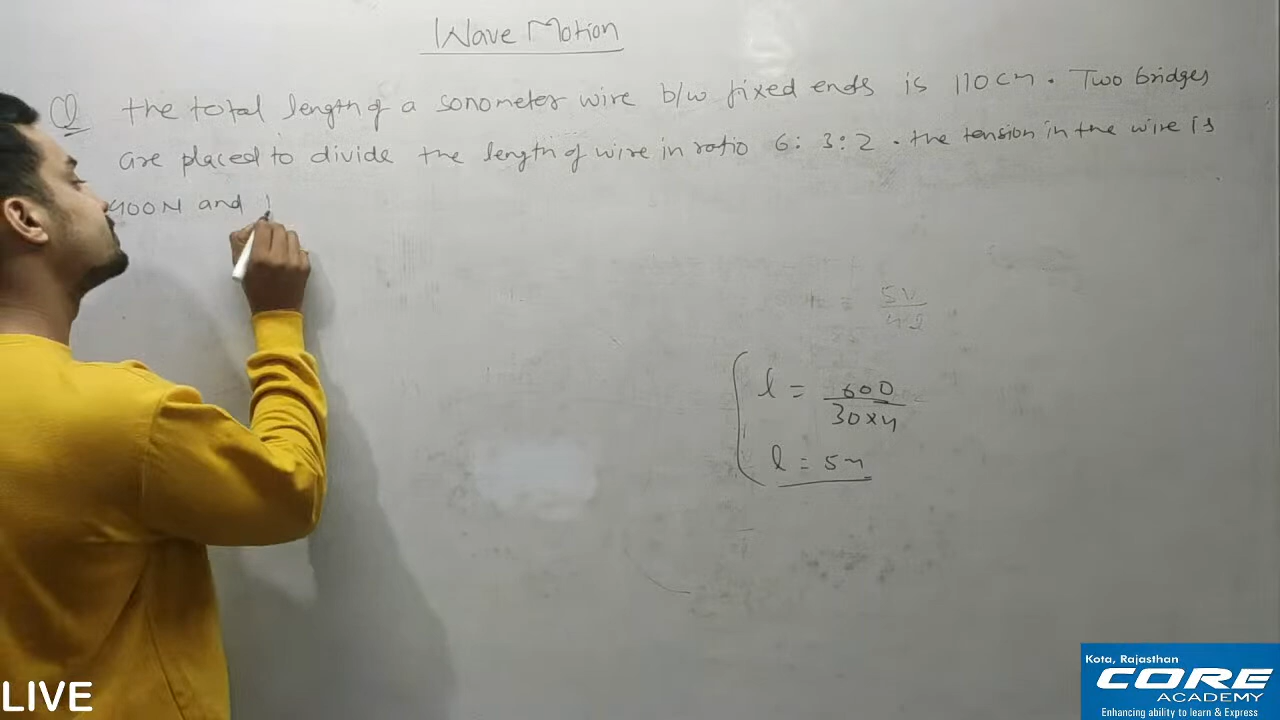 Wave Motion
Q the total length of a sonometer wire b/w fixed ends is 110cm. Two bridges
are placed to divide the length of wire in ratio 6:3:2. the tension in the wire is
400N and
= 5v/4l
l = 600/30x4
l = 5m
LIVE
Kota, Rajasthan
CORE
ACADEMY
Enhancing ability to learn & Express